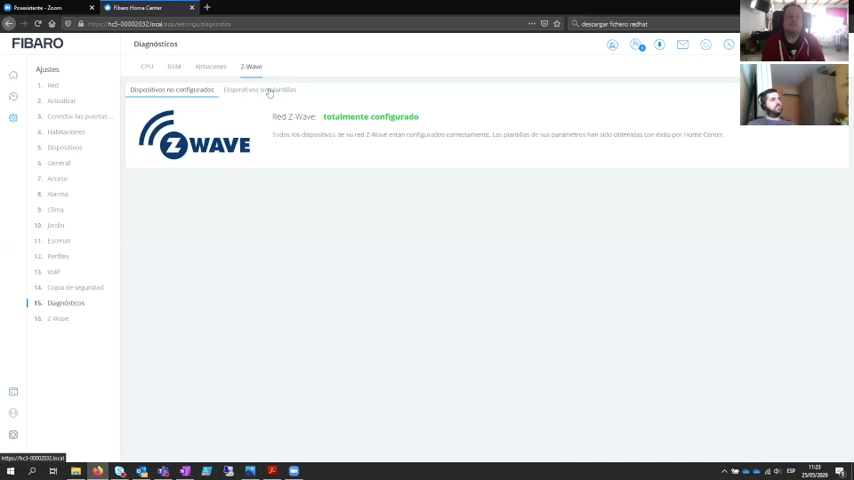 Posexistente - Zoom
Fibaro Home Center
https://hc3-00002032.local/app/settings/diagnostics
descargar fichero redhat
FIBARO
Diagnósticos
CPU RAM Almacenes Z-Wave
Ajustes
1. Red
2. Actualizar
3. Conectar las puertas ...
4. Habitaciones
5. Dispositivos
6. General
7. Acceso
8. Alarma
9. Clima
10. Jardín
11. Escenas
12. Perfiles
13. VoIP
14. Copia de seguridad
15. Diagnósticos
16. Z-Wave
Dispositivos no configurados Dispositivos sin plantillas
Z WAVE
Red Z-Wave: totalmente configurado
Todos los dispositivos de su red Z-Wave están configurados correctamente. Las plantillas de sus parámetros han sido obtenidas con éxito por Home Center.
https://hc3-00002032.local
ESP
11:23
25/05/2020